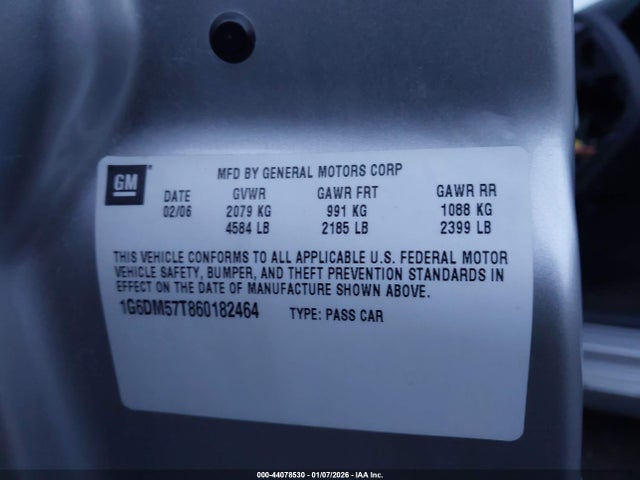 GM
MFD BY GENERAL MOTORS CORP
DATE GVWR GAWR FRT GAWR RR
02/06 2079 KG 991 KG 1088 KG
4584 LB 2185 LB 2399 LB
THIS VEHICLE CONFORMS TO ALL APPLICABLE U.S. FEDERAL MOTOR
VEHICLE SAFETY, BUMPER, AND THEFT PREVENTION STANDARDS IN
EFFECT ON THE DATE OF MANUFACTURE SHOWN ABOVE.
1G6DM57T860182464 TYPE: PASS CAR
000-44078530 - 01/07/2026 - IAA Inc.